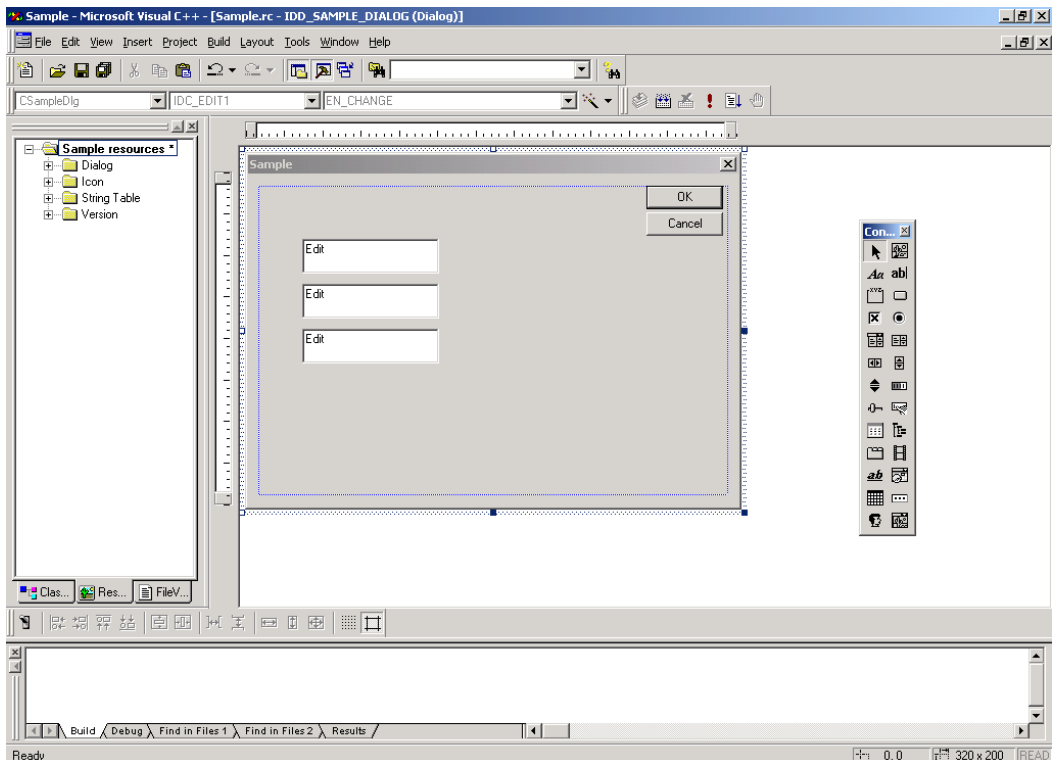 Sample - Microsoft Visual C++ - [Sample.rc - IDD_SAMPLE_DIALOG (Dialog)]
File Edit View Insert Project Build Layout Tools Window Help
CSampleDlg IDC_EDIT1 EN_CHANGE
Sample resources *
Dialog
Icon
String Table
Version
Sample
OK
Cancel
Edit
Edit
Edit
Con...
Aa ab|
XYZ
ab
Clas... Res... FileV...
Build Debug Find in Files 1 Find in Files 2 Results
Ready 0, 0 320 x 200 READ